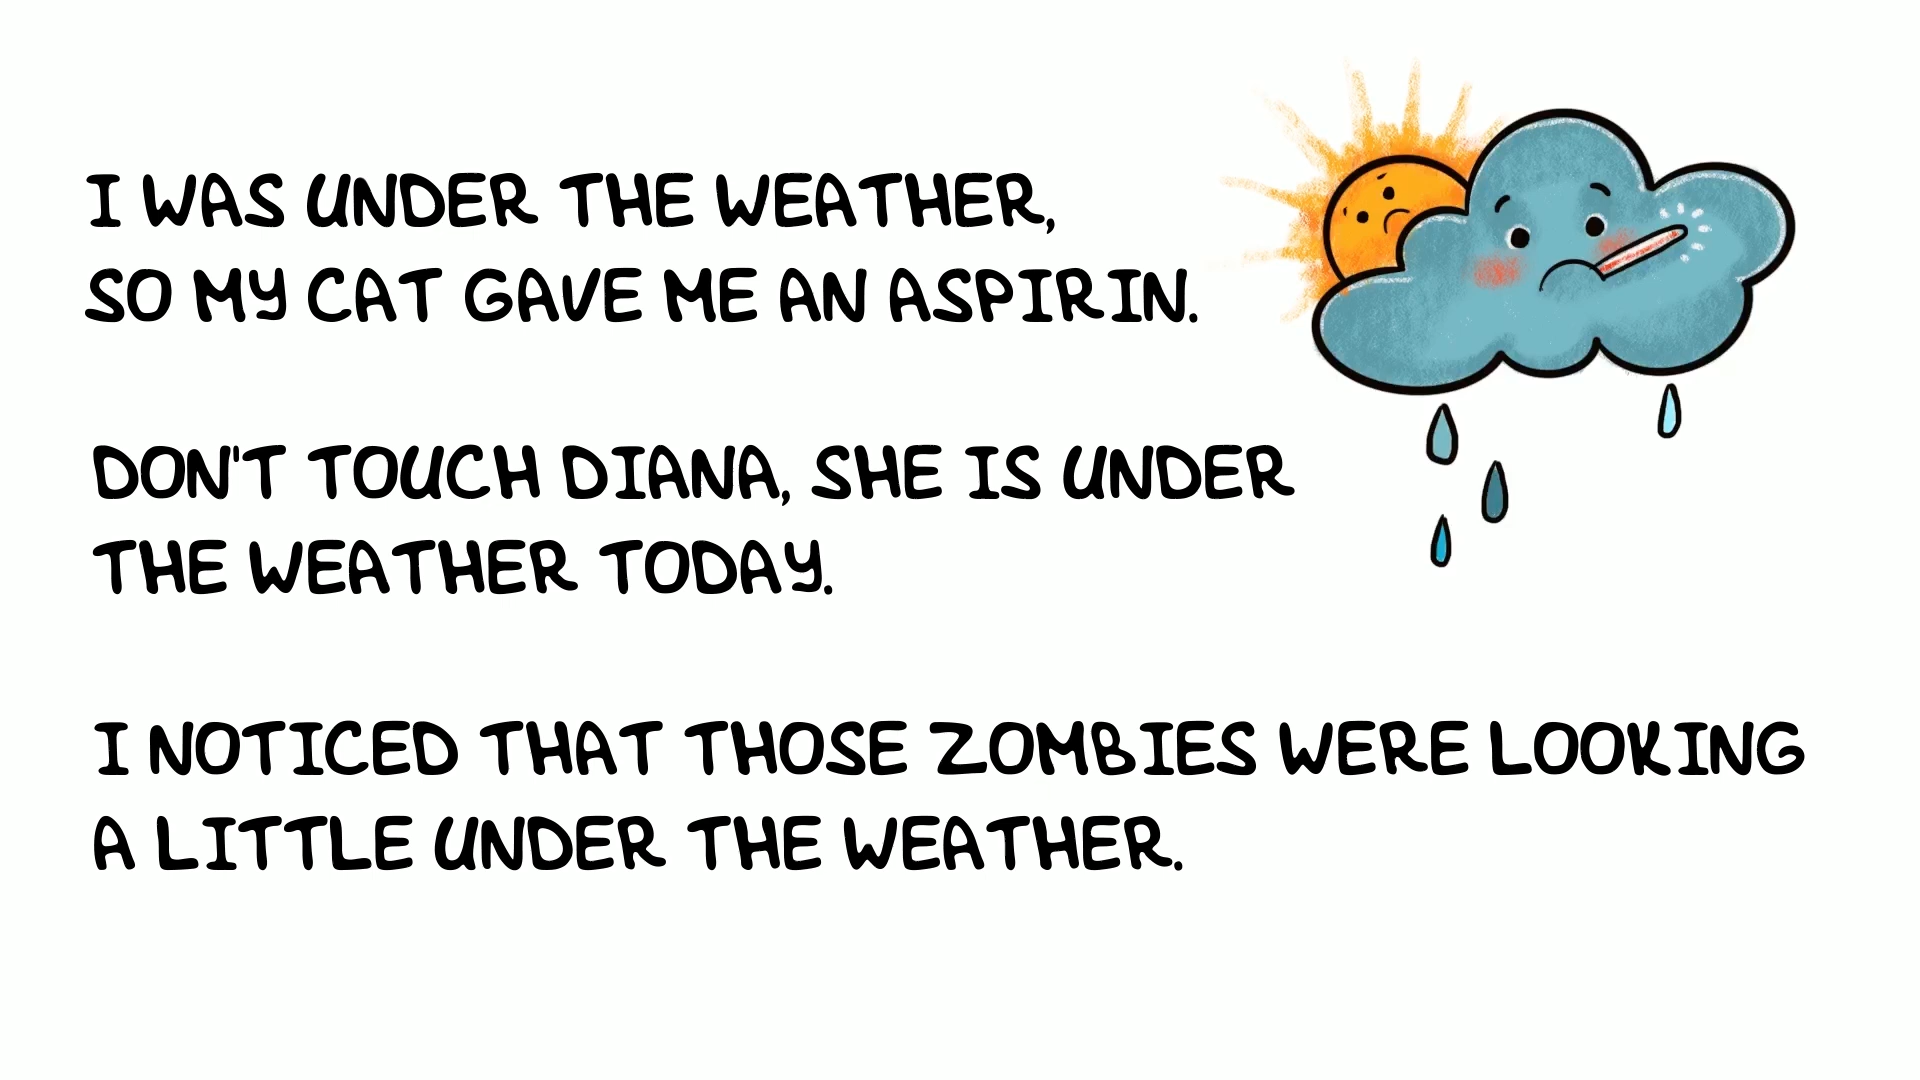 I WAS UNDER THE WEATHER,
SO MY CAT GAVE ME AN ASPIRIN.
DON'T TOUCH DIANA, SHE IS UNDER
THE WEATHER TODAY.
I NOTICED THAT THOSE ZOMBIES WERE LOOKING
A LITTLE UNDER THE WEATHER.